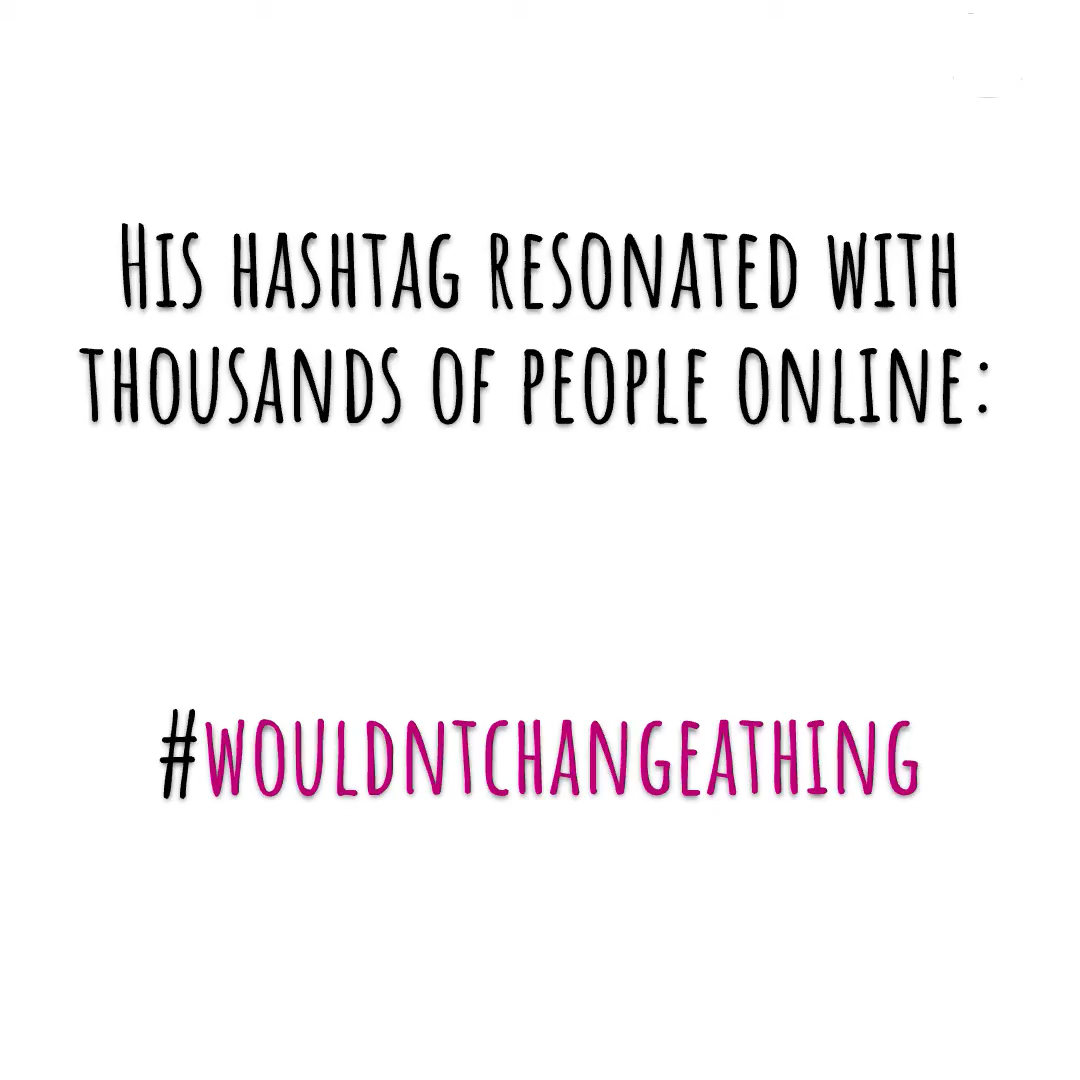 HIS HASHTAG RESONATED WITH
THOUSANDS OF PEOPLE ONLINE:
#WOULDNTCHANGEATHING